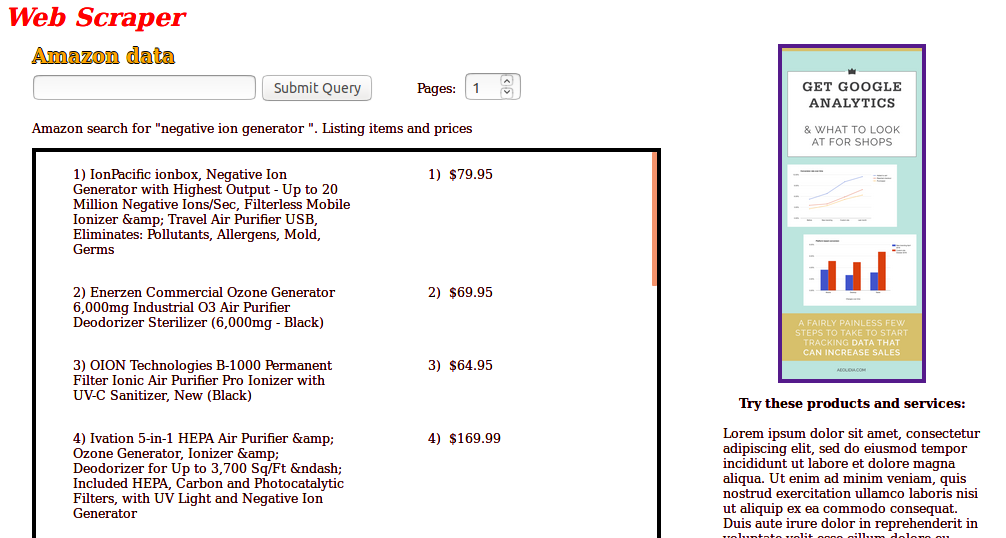 Web Scraper
Amazon data
Submit Query
Pages:
1
Amazon search for "negative ion generator ". Listing items and prices
1) IonPacific ionbox, Negative Ion
Generator with Highest Output - Up to 20
Million Negative Ions/Sec, Filterless Mobile
Ionizer &amp; Travel Air Purifier USB,
Eliminates: Pollutants, Allergens, Mold,
Germs
1) $79.95
2) Enerzen Commercial Ozone Generator
6,000mg Industrial O3 Air Purifier
Deodorizer Sterilizer (6,000mg - Black)
2) $69.95
3) OION Technologies B-1000 Permanent
Filter Ionic Air Purifier Pro Ionizer with
UV-C Sanitizer, New (Black)
3) $64.95
4) Ivation 5-in-1 HEPA Air Purifier &amp;
Ozone Generator, Ionizer &amp;
Deodorizer for Up to 3,700 Sq/Ft &ndash;
Included HEPA, Carbon and Photocatalytic
Filters, with UV Light and Negative Ion
Generator
4) $169.99
GET GOOGLE
ANALYTICS
& WHAT TO LOOK
AT FOR SHOPS
A FAIRLY PAINLESS FEW
STEPS TO TAKE TO START
TRACKING DATA THAT
CAN INCREASE SALES
AEOLIDIA.COM
Try these products and services:
Lorem ipsum dolor sit amet, consectetur
adipiscing elit, sed do eiusmod tempor
incididunt ut labore et dolore magna
aliqua. Ut enim ad minim veniam, quis
nostrud exercitation ullamco laboris nisi
ut aliquip ex ea commodo consequat.
Duis aute irure dolor in reprehenderit in
voluptate velit esse cillum dolore eu